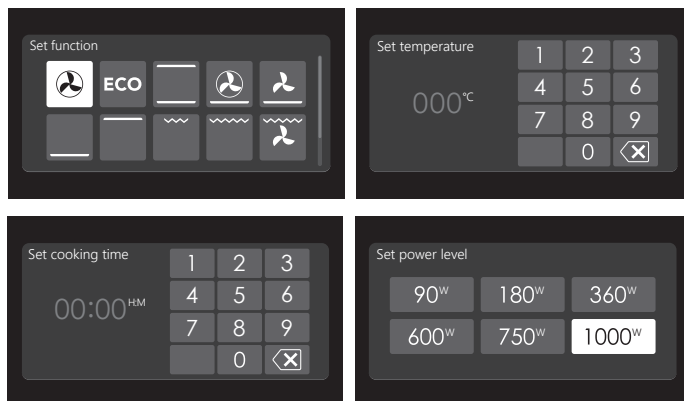 Set function
ECO
Set temperature
000°C
1 2 3
4 5 6
7 8 9
0
Set cooking time
00:00 H:M
1 2 3
4 5 6
7 8 9
0
Set power level
90W 180W 360W
600W 750W 1000W